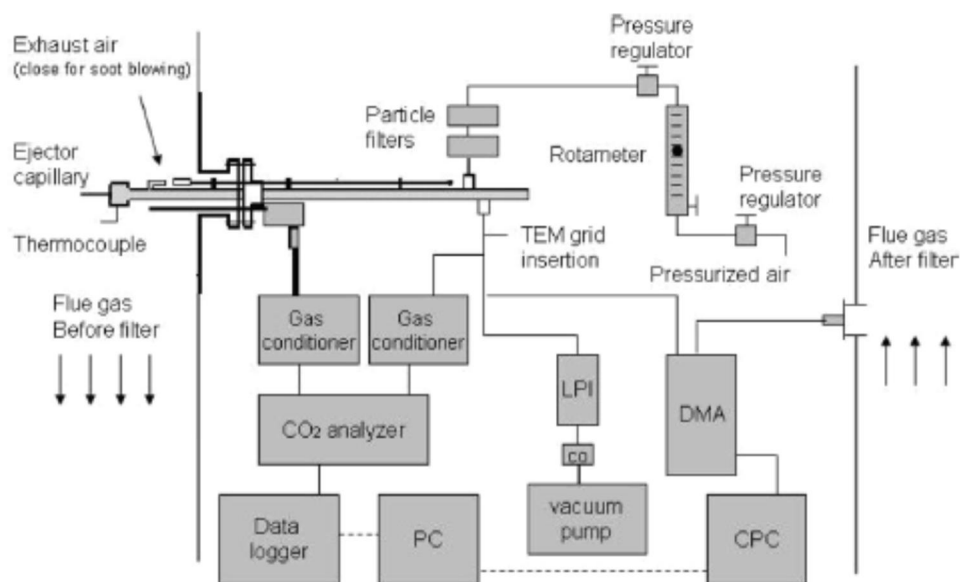 Exhaust air
(close for soot blowing)
Ejector
capillary
Thermocouple
Flue gas
Before filter
Particle
filters
Pressure
regulator
Rotameter
Pressure
regulator
Pressurized air
Flue gas
After filter
TEM grid
insertion
Gas
conditioner
Gas
conditioner
LPI
DMA
CO₂ analyzer
co
Data
logger
PC
vacuum
pump
CPC